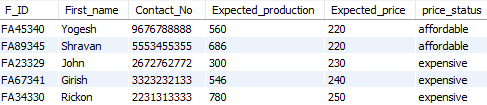 F_ID First_name Contact_No Expected_production Expected_price price_status
FA45340 Yogesh 9676788888 560 220 affordable
FA89345 Shravan 5553455355 686 220 affordable
FA23329 John 2672762772 300 230 expensive
FA67341 Girish 3323232133 546 240 expensive
FA34330 Rickon 2231313333 780 250 expensive